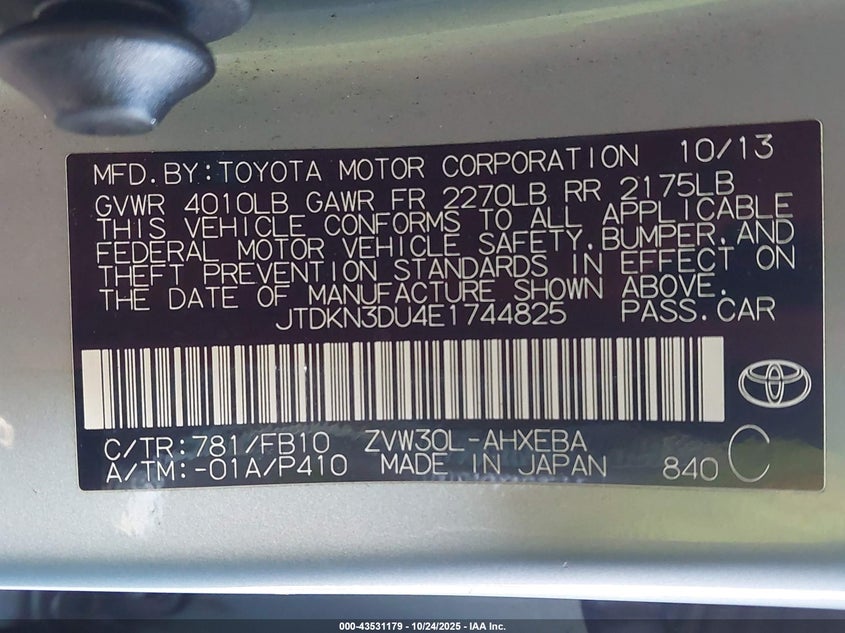 MFD.BY:TOYOTA MOTOR CORPORATION 10/13
GVWR 4010LB GAWR FR 2270LB RR 2175LB
THIS VEHICLE CONFORMS TO ALL APPLICABLE
FEDERAL MOTOR VEHICLE SAFETY,BUMPER,AND
THEFT PREVENTION STANDARDS IN EFFECT ON
THE DATE OF MANUFACTURE SHOWN ABOVE.
JTDKN3DU4E1744825 PASS.CAR
C/TR:781/FB10 ZVW30L-AHXEBA
A/TM:-01A/P410 MADE IN JAPAN 840 C
000-43531179 - 10/24/2025 - IAA Inc.